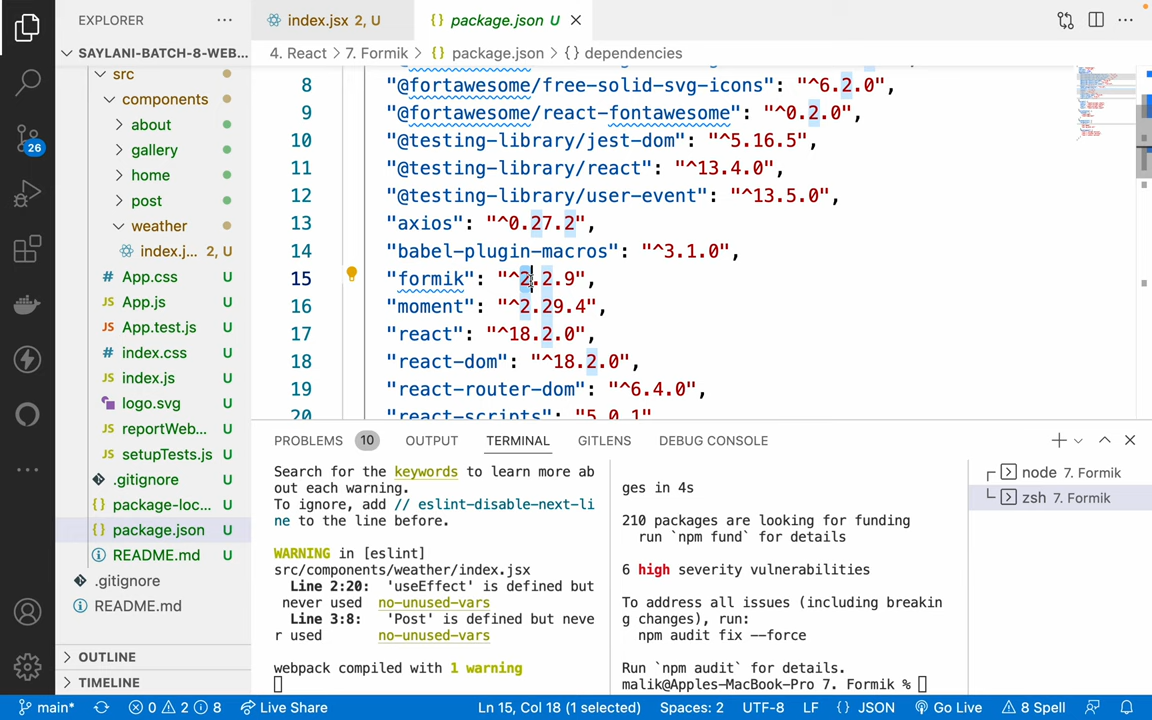 EXPLORER
SAYLANI-BATCH-8-WEB...
src
components
about
gallery
home
post
weather
index.j... 2, U
App.css U
App.js U
App.test.js U
index.css U
index.js U
logo.svg U
reportWeb... U
setupTests.js U
.gitignore U
package-loc... U
package.json U
README.md U
.gitignore
README.md
OUTLINE
TIMELINE
index.jsx 2, U
{} package.json U
4. React > 7. Formik > {} package.json > {} dependencies
8 "@fortawesome/free-solid-svg-icons": "^6.2.0",
9 "@fortawesome/react-fontawesome": "^0.2.0",
10 "@testing-library/jest-dom": "^5.16.5",
11 "@testing-library/react": "^13.4.0",
12 "@testing-library/user-event": "^13.5.0",
13 "axios": "^0.27.2",
14 "babel-plugin-macros": "^3.1.0",
15 "formik": "^2.2.9",
16 "moment": "^2.29.4",
17 "react": "^18.2.0",
18 "react-dom": "^18.2.0",
19 "react-router-dom": "^6.4.0",
20 "react-scripts": "5.0.1"
PROBLEMS 10 OUTPUT TERMINAL GITLENS DEBUG CONSOLE
Search for the keywords to learn more ab
out each warning.
To ignore, add // eslint-disable-next-li
ne to the line before.
WARNING in [eslint]
src/components/weather/index.jsx
Line 2:20: 'useEffect' is defined but
never used no-unused-vars
Line 3:8: 'Post' is defined but neve
r used no-unused-vars
webpack compiled with 1 warning
ges in 4s
210 packages are looking for funding
run `npm fund` for details
6 high severity vulnerabilities
To address all issues (including breakin
g changes), run:
npm audit fix --force
Run `npm audit` for details.
malik@Apples-MacBook-Pro 7. Formik %
node 7. Formik
zsh 7. Formik
26
main* 0 2 8 Live Share Ln 15, Col 18 (1 selected) Spaces: 2 UTF-8 LF {} JSON Go Live 8 Spell